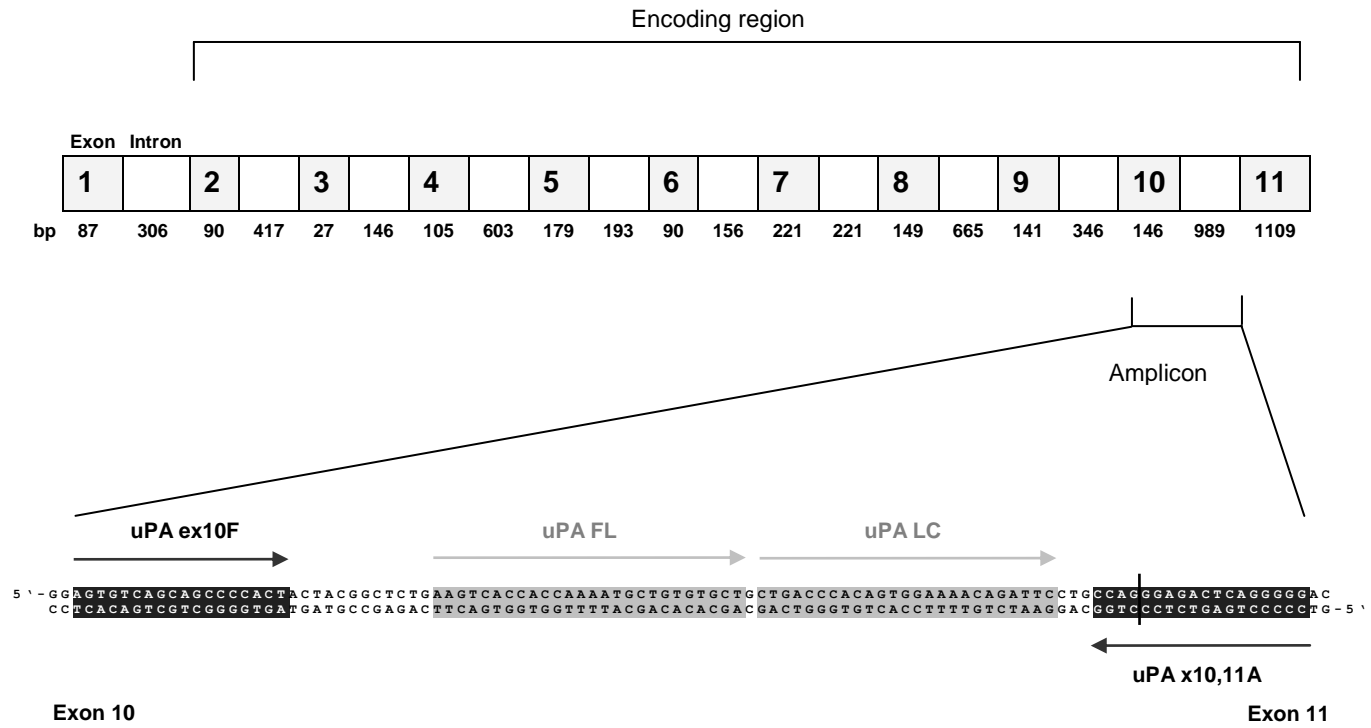 Encoding region
Exon Intron
1 2 3 4 5 6 7 8 9 10 11
bp 87 306 90 417 27 146 105 603 179 193 90 156 221 221 149 665 141 346 146 989 1109
Amplicon
uPA ex10F uPA FL uPA LC
5‘-GGAGTGTCAGCAGCCCCACTACTACGGCTCTGAAGTCACCACCAAAATGCTGTGTGCTGCTGACCCACAGTGGAAAACAGATTCCTGCCAGGGAGACTCAGGGGGAC
CCTCACAGTCGTCGGGGTGATGATGCCGAGACTTCAGTGGTGGTTTTACGACACACGACGACTGGGTGTCACCTTTTGTCTAAGGACGGTCCCTCTGAGTCCCCCTG-5‘
uPA x10,11A
Exon 10 Exon 11